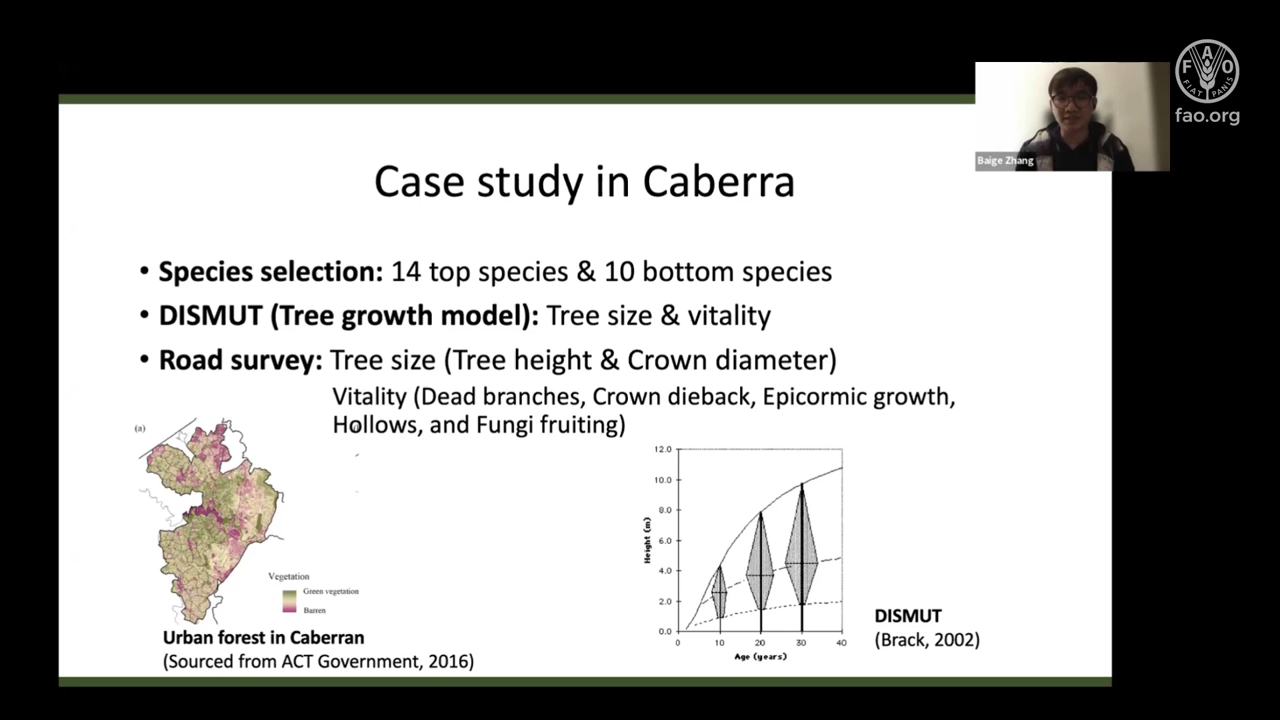 FAO
FIAT PANIS
fao.org
Baige Zhang
Case study in Caberra
• Species selection: 14 top species & 10 bottom species
• DISMUT (Tree growth model): Tree size & vitality
• Road survey: Tree size (Tree height & Crown diameter)
Vitality (Dead branches, Crown dieback, Epicormic growth,
Hollows, and Fungi fruiting)
(a)
Vegetation
Green vegetation
Barren
Urban forest in Caberran
(Sourced from ACT Government, 2016)
12.0
10.0
8.0
6.0
4.0
2.0
0.0
Height (m)
0 10 20 30 40
Age (years)
DISMUT
(Brack, 2002)